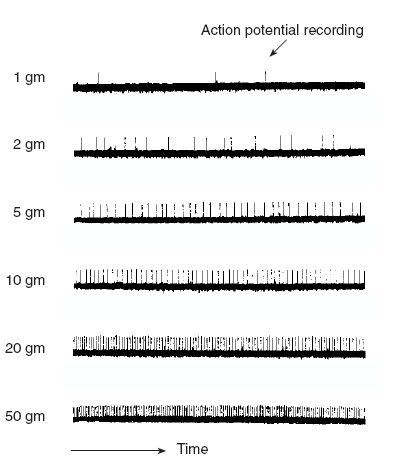 Action potential recording
1 gm
2 gm
5 gm
10 gm
20 gm
50 gm
Time